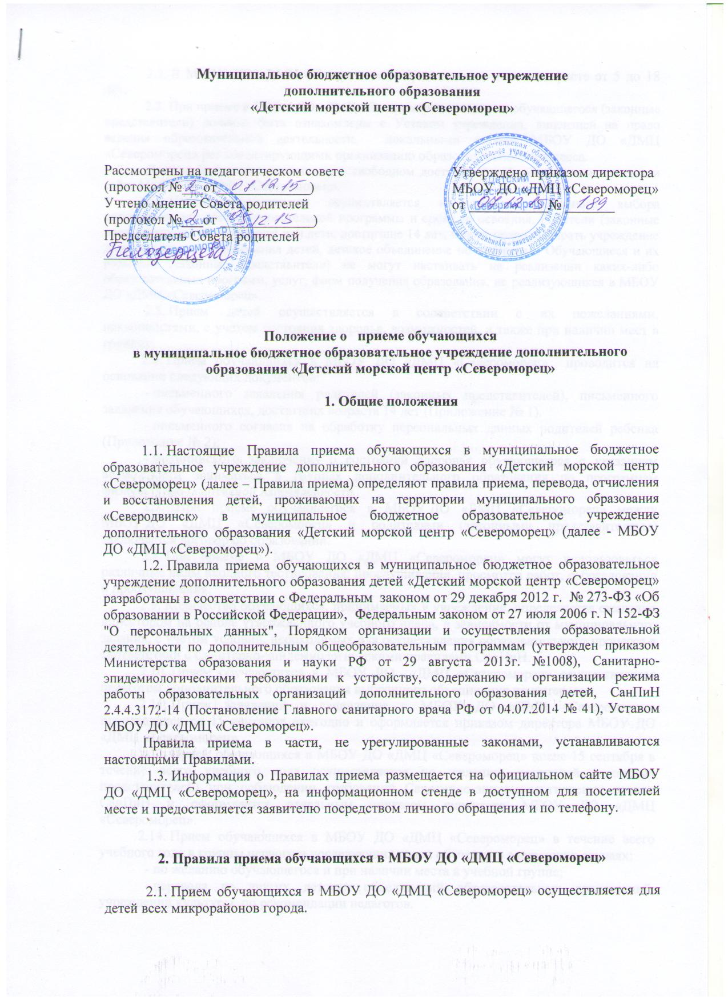 Муниципальное бюджетное образовательное учреждение
дополнительного образования
«Детский морской центр «Североморец»
Рассмотрены на педагогическом совете
(протокол № 2 от 07.12.15)
Учтено мнение Совета родителей
(протокол № 2 от 12.15)
Председатель Совета родителей
Утверждено приказом директора
МБОУ ДО «ДМЦ «Североморец»
от 07.12.15 № 189
«Детский
морской центр
«Североморец»
Положение о приеме обучающихся
в муниципальное бюджетное образовательное учреждение дополнительного
образования «Детский морской центр «Североморец»
1. Общие положения
1.1. Настоящие Правила приема обучающихся в муниципальное бюджетное
образовательное учреждение дополнительного образования «Детский морской центр
«Североморец» (далее – Правила приема) определяют правила приема, перевода, отчисления
и восстановления детей, проживающих на территории муниципального образования
«Северодвинск» в муниципальное бюджетное образовательное учреждение
дополнительного образования «Детский морской центр «Североморец» (далее - МБОУ
ДО «ДМЦ «Североморец»).
1.2. Правила приема обучающихся в муниципальное бюджетное образовательное
учреждение дополнительного образования детей «Детский морской центр «Североморец»
разработаны в соответствии с Федеральным законом от 29 декабря 2012 г. № 273-ФЗ «Об
образовании в Российской Федерации», Федеральным законом от 27 июля 2006 г. N 152-ФЗ
"О персональных данных", Порядком организации и осуществления образовательной
деятельности по дополнительным общеобразовательным программам (утвержден приказом
Министерства образования и науки РФ от 29 августа 2013г. №1008), Санитарно-
эпидемиологическими требованиями к устройству, содержанию и организации режима
работы образовательных организаций дополнительного образования детей, СанПиН
2.4.4.3172-14 (Постановление Главного санитарного врача РФ от 04.07.2014 № 41), Уставом
МБОУ ДО «ДМЦ «Североморец».
Правила приема в части, не урегулированные законами, устанавливаются
настоящими Правилами.
1.3. Информация о Правилах приема размещается на официальном сайте МБОУ
ДО «ДМЦ «Североморец», на информационном стенде в доступном для посетителей
месте и предоставляется заявителю посредством личного обращения и по телефону.
2. Правила приема обучающихся в МБОУ ДО «ДМЦ «Североморец»
2.1. Прием обучающихся в МБОУ ДО «ДМЦ «Североморец» осуществляется для
детей всех микрорайонов города.